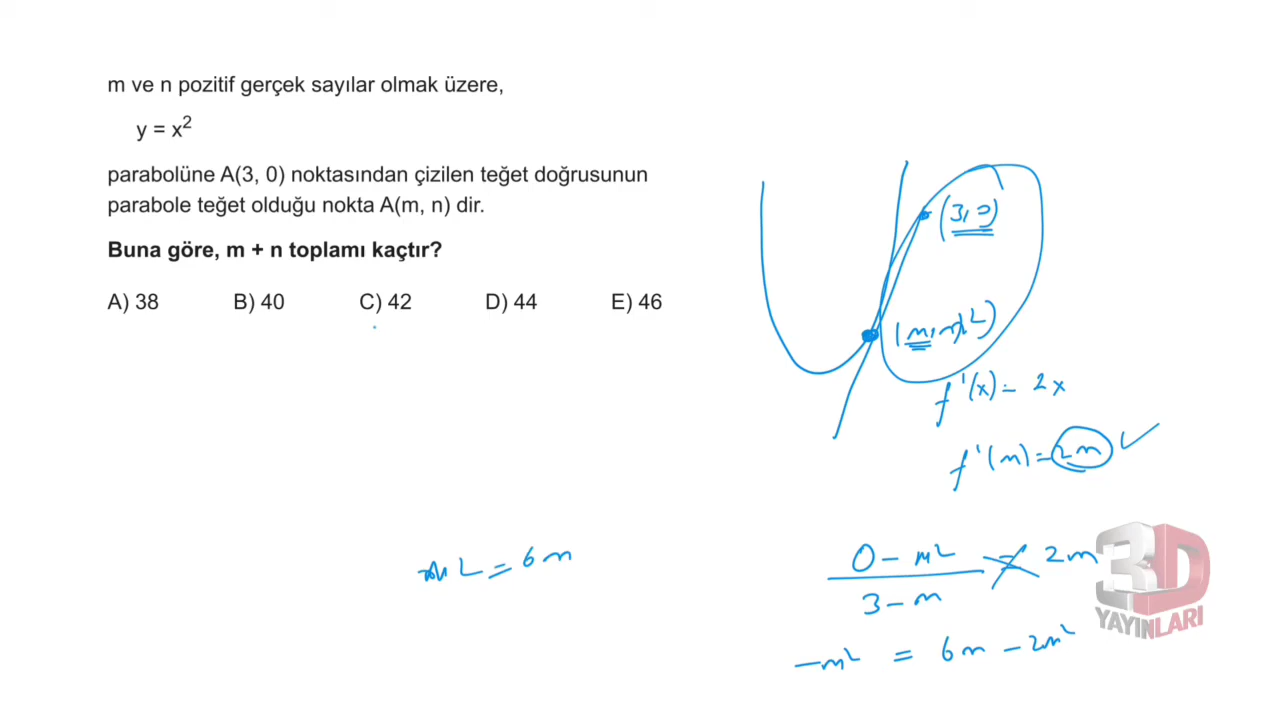 m ve n pozitif gerçek sayılar olmak üzere,
y = x²
parabolüne A(3, 0) noktasından çizilen teğet doğrusunun
parabole teğet olduğu nokta A(m, n) dir.
Buna göre, m + n toplamı kaçtır?
A) 38 B) 40 C) 42 D) 44 E) 46
(3, 0)
(m, m²)
f'(x) = 2x
f'(m) = 2m
0 - m² / 3 - m = 2m
-m² = 6m - 2m²
m² = 6m
3D
YAYINLARI